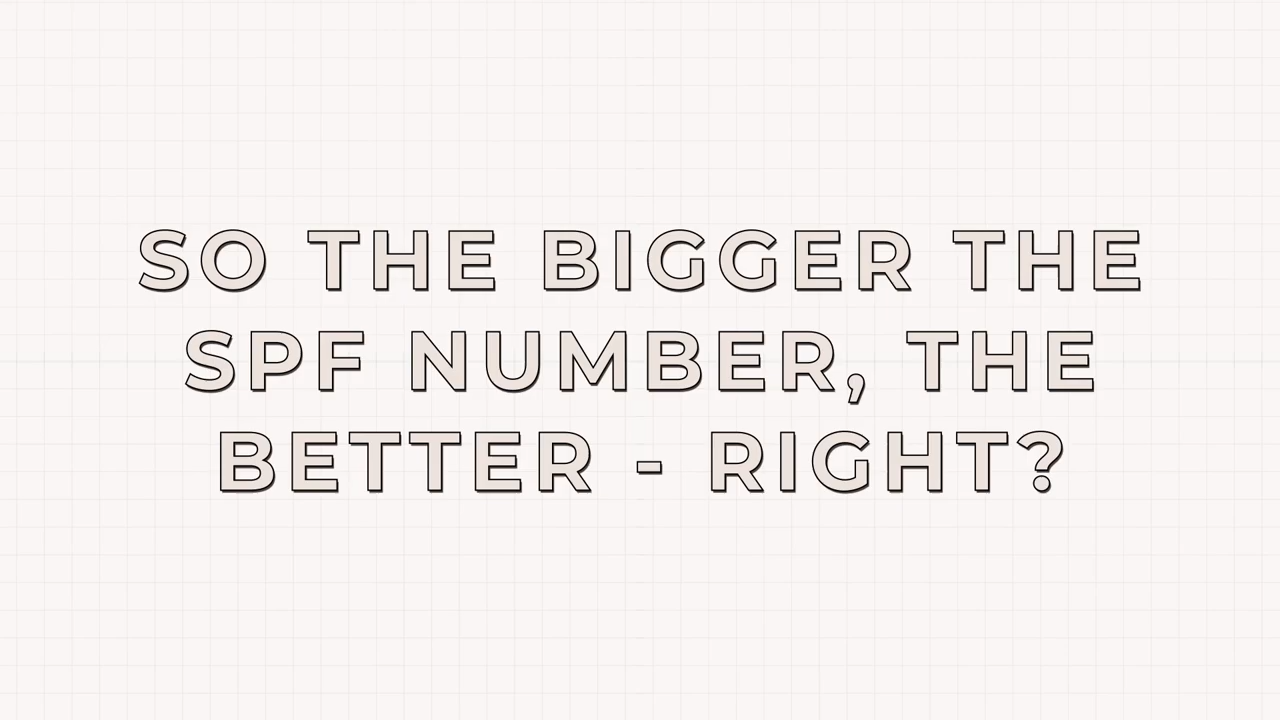 SO THE BIGGER THE
SPF NUMBER, THE
BETTER - RIGHT?